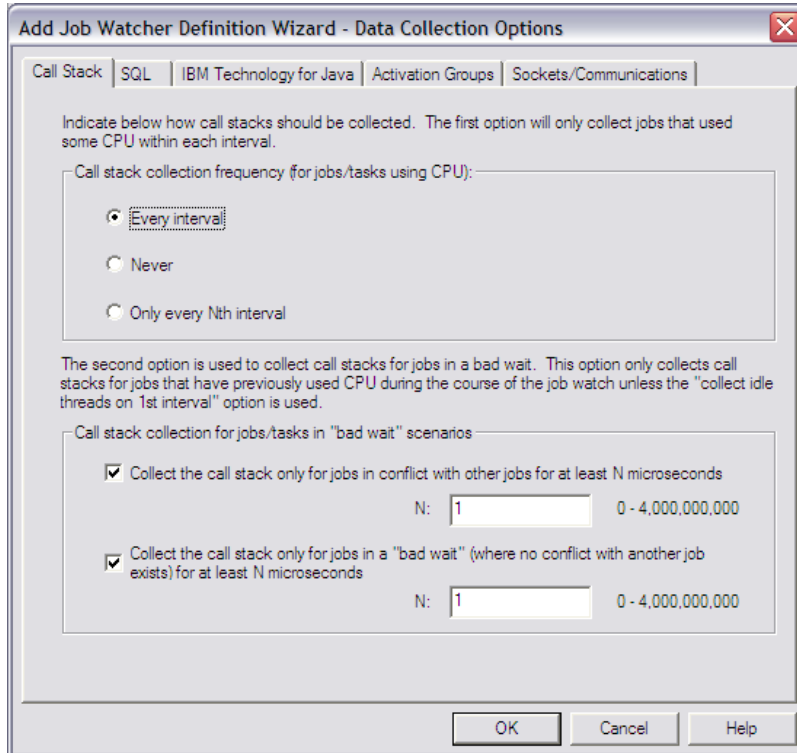 Add Job Watcher Definition Wizard - Data Collection Options
Call Stack SQL IBM Technology for Java Activation Groups Sockets/Communications
Indicate below how call stacks should be collected. The first option will only collect jobs that used
some CPU within each interval.
Call stack collection frequency (for jobs/tasks using CPU):
Every interval
Never
Only every Nth interval
The second option is used to collect call stacks for jobs in a bad wait. This option only collects call
stacks for jobs that have previously used CPU during the course of the job watch unless the "collect idle
threads on 1st interval" option is used.
Call stack collection for jobs/tasks in "bad wait" scenarios
Collect the call stack only for jobs in conflict with other jobs for at least N microseconds
N: 1 0 - 4,000,000,000
Collect the call stack only for jobs in a "bad wait" (where no conflict with another job
exists) for at least N microseconds
N: 1 0 - 4,000,000,000
OK Cancel Help